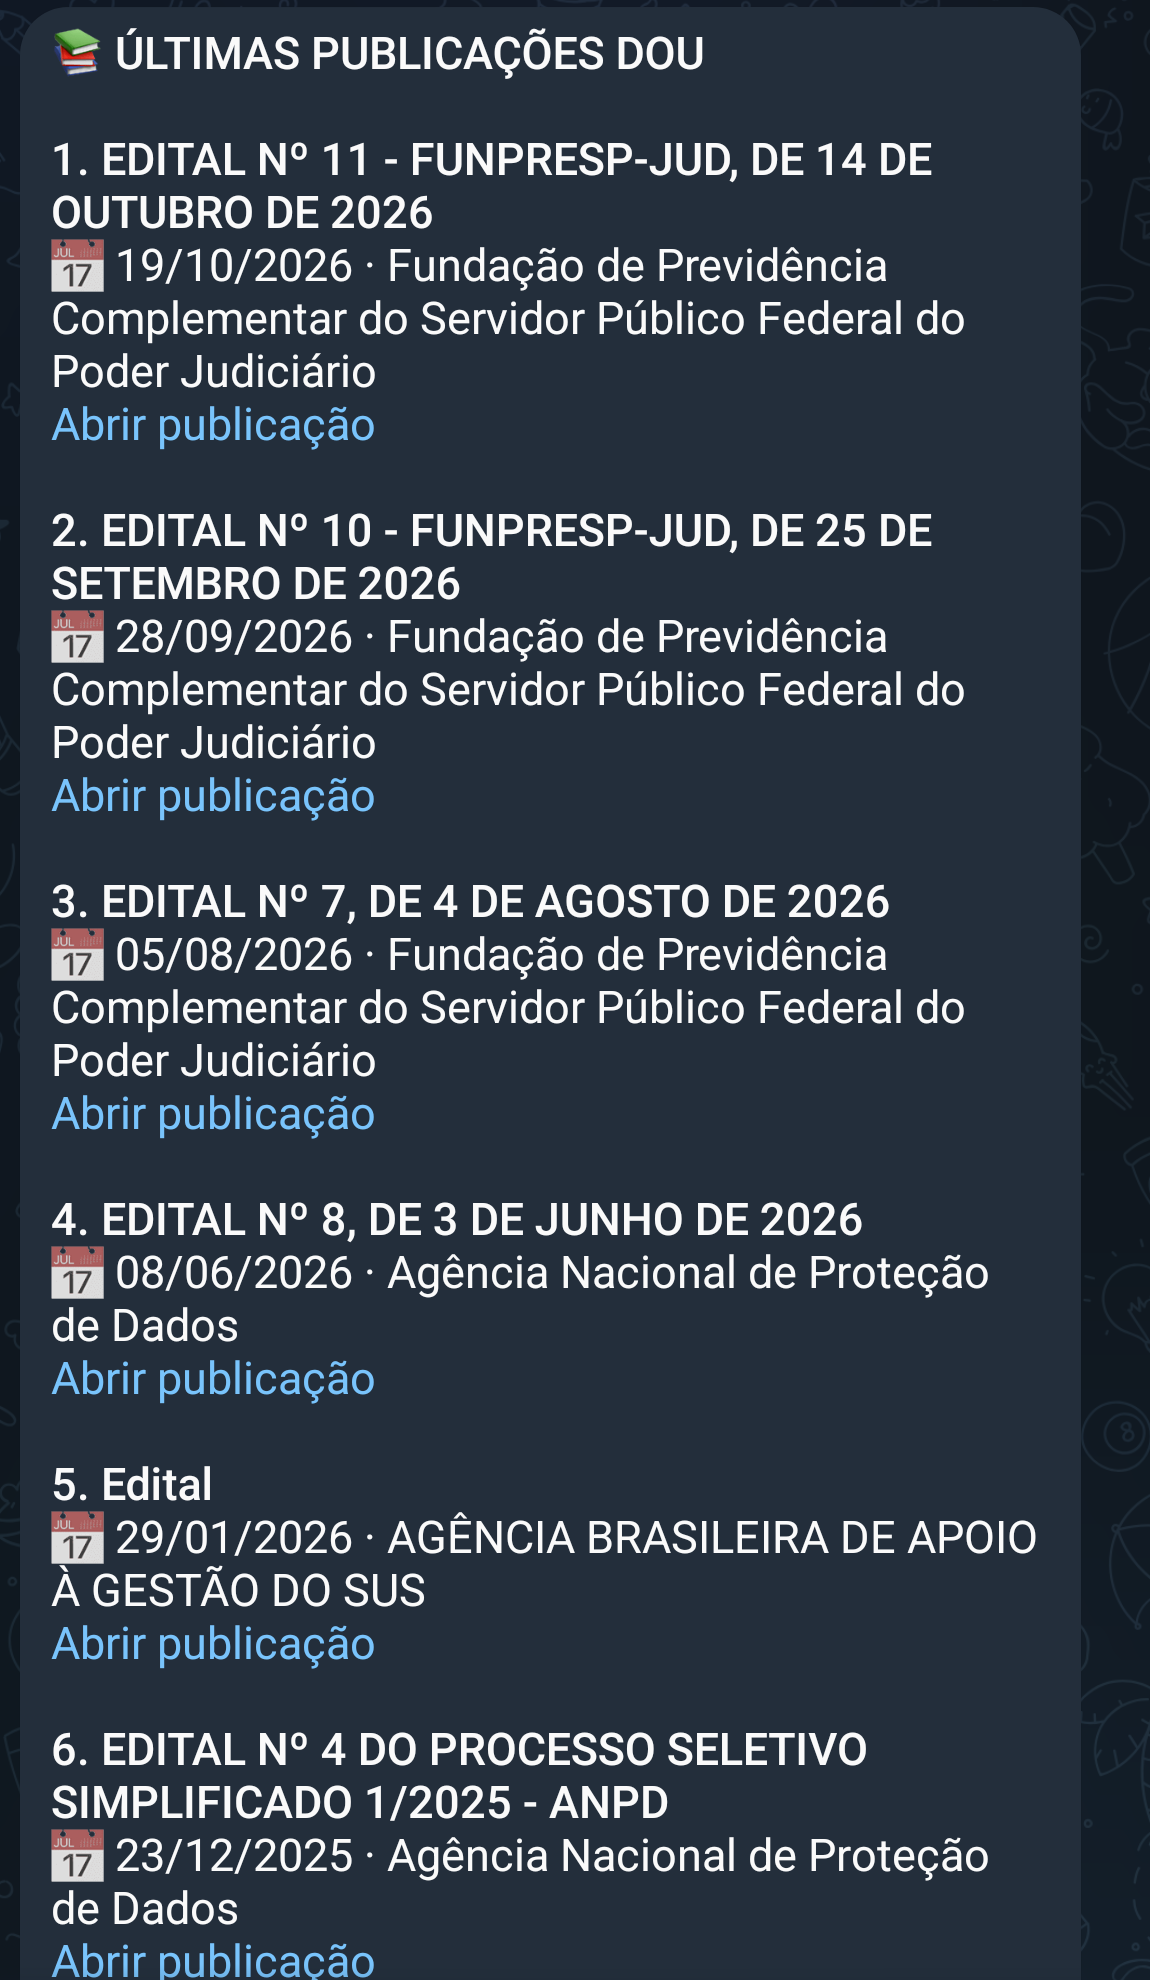 📚 ÚLTIMAS PUBLICAÇÕES DOU
1. EDITAL Nº 11 - FUNPRESP-JUD, DE 14 DE
OUTUBRO DE 2026
📅 19/10/2026 · Fundação de Previdência
Complementar do Servidor Público Federal do
Poder Judiciário
Abrir publicação
2. EDITAL Nº 10 - FUNPRESP-JUD, DE 25 DE
SETEMBRO DE 2026
📅 28/09/2026 · Fundação de Previdência
Complementar do Servidor Público Federal do
Poder Judiciário
Abrir publicação
3. EDITAL Nº 7, DE 4 DE AGOSTO DE 2026
📅 05/08/2026 · Fundação de Previdência
Complementar do Servidor Público Federal do
Poder Judiciário
Abrir publicação
4. EDITAL Nº 8, DE 3 DE JUNHO DE 2026
📅 08/06/2026 · Agência Nacional de Proteção
de Dados
Abrir publicação
5. Edital
📅 29/01/2026 · AGÊNCIA BRASILEIRA DE APOIO
À GESTÃO DO SUS
Abrir publicação
6. EDITAL Nº 4 DO PROCESSO SELETIVO
SIMPLIFICADO 1/2025 - ANPD
📅 23/12/2025 · Agência Nacional de Proteção
de Dados
Abrir publicação